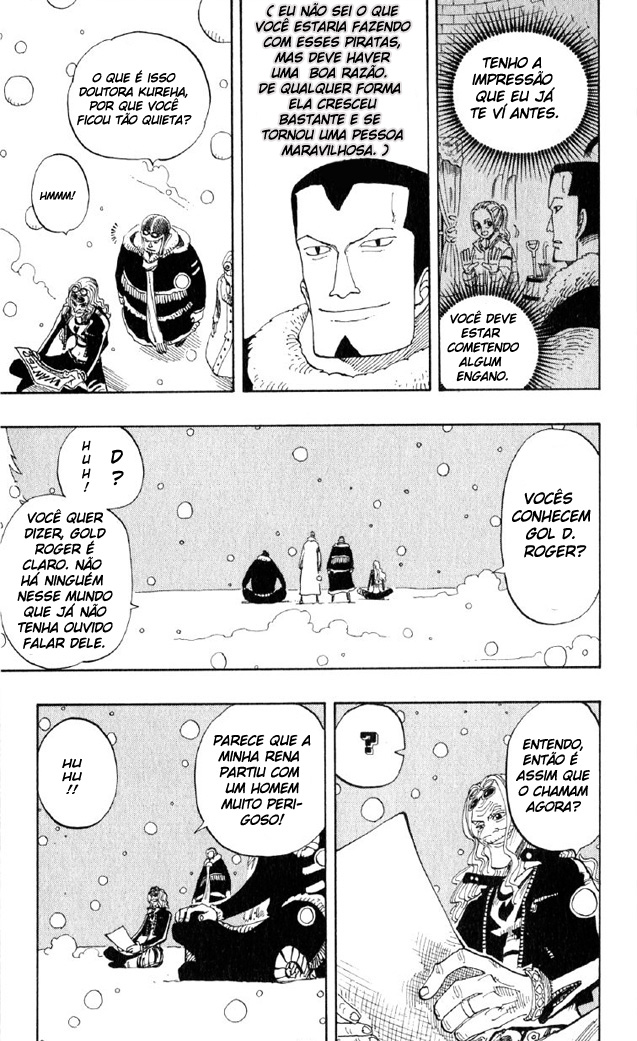 TENHO A
IMPRESSÃO
QUE EU JÁ
TE VÍ ANTES.
VOCÊ DEVE
ESTAR
COMETENDO
ALGUM
ENGANO.
( EU NÃO SEI O QUE
VOCÊ ESTARIA FAZENDO
COM ESSES PIRATAS,
MAS DEVE HAVER
UMA BOA RAZÃO.
DE QUALQUER FORMA
ELA CRESCEU
BASTANTE E SE
TORNOU UMA PESSOA
MARAVILHOSA. )
O QUE É ISSO
DOUTORA KUREHA,
POR QUE VOCÊ
FICOU TÃO QUIETA?
HMMM!
VOCÊS
CONHECEM
GOL D.
ROGER?
D?
HUH!
VOCÊ QUER
DIZER, GOLD
ROGER É
CLARO. NÃO
HÁ NINGUÉM
NESSE MUNDO
QUE JÁ NÃO
TENHA OUVIDO
FALAR DELE.
ENTENDO,
ENTÃO É
ASSIM QUE
O CHAMAM
AGORA?
?
PARECE QUE A
MINHA RENA
PARTIU COM
UM HOMEM
MUITO PERI-
GOSO!
HU
HU
!!